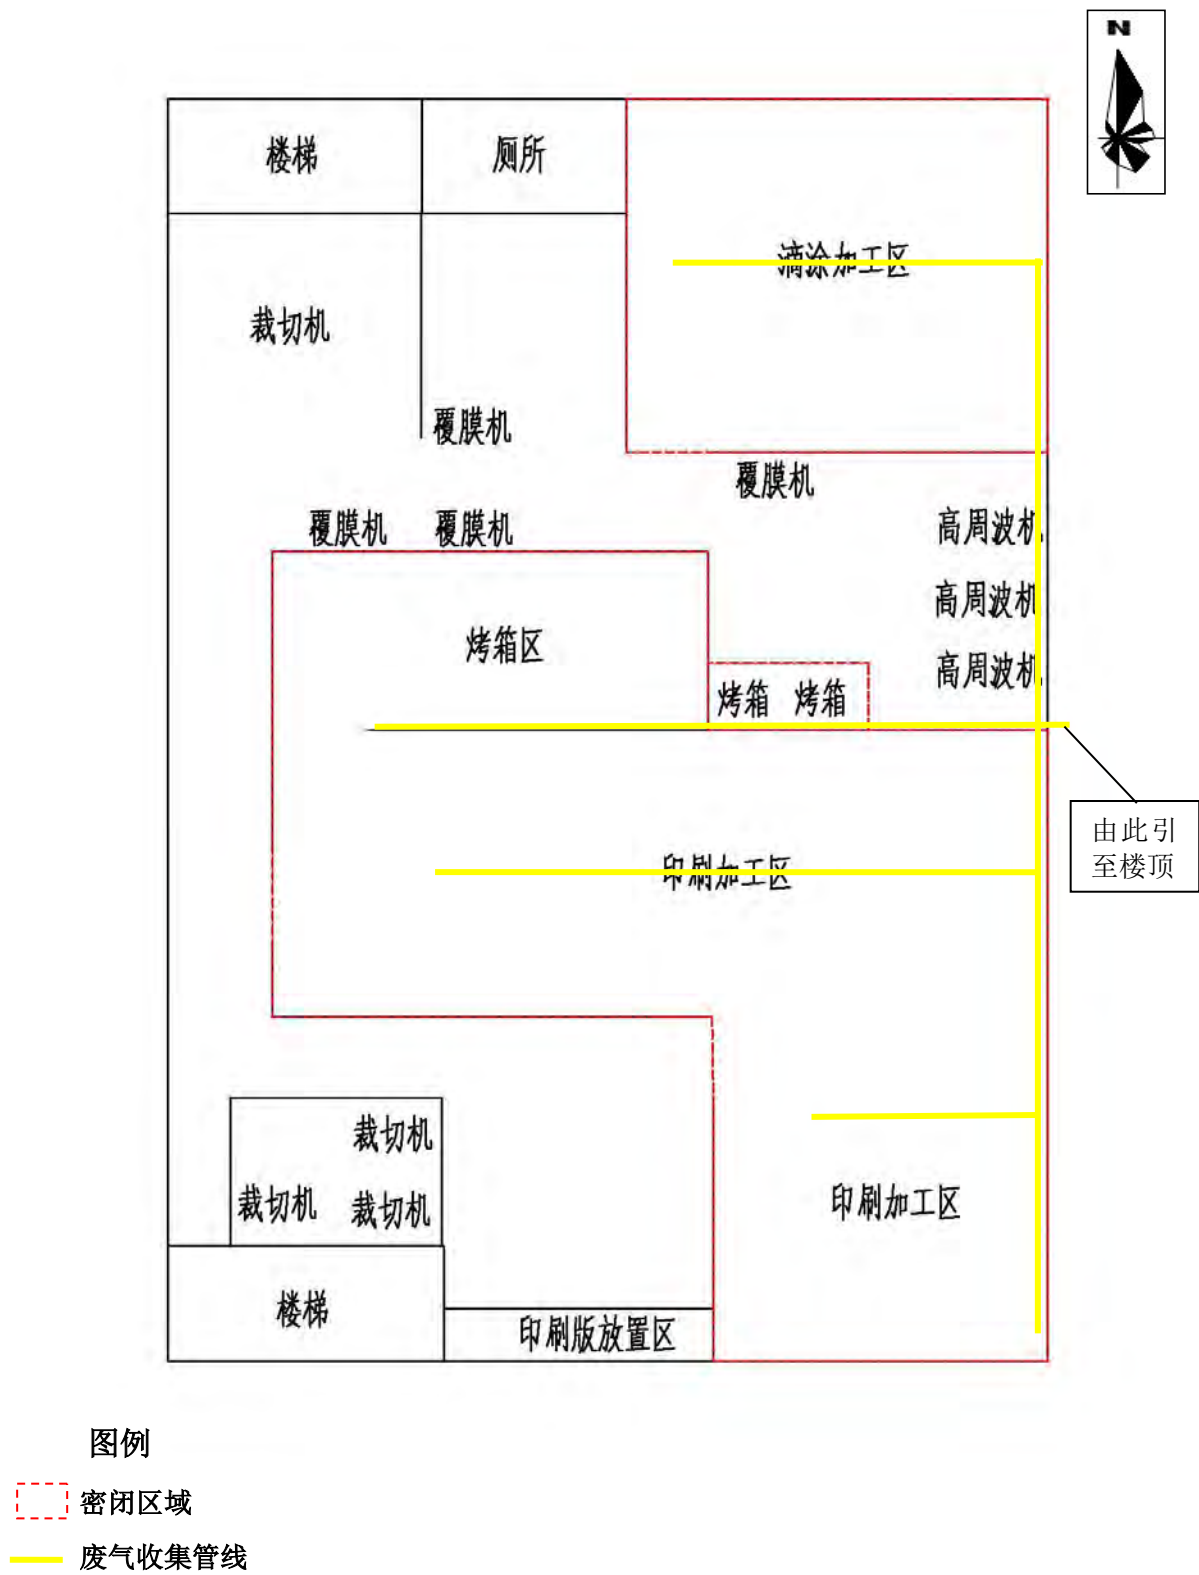 N
楼梯
厕所
滴涂加工区
裁切机
覆膜机
覆膜机
覆膜机
覆膜机
高周波机
高周波机
高周波机
烤箱区
烤箱
烤箱
由此引
至楼顶
印刷加工区
裁切机
裁切机
裁切机
印刷加工区
楼梯
印刷版放置区
图例
密闭区域
废气收集管线